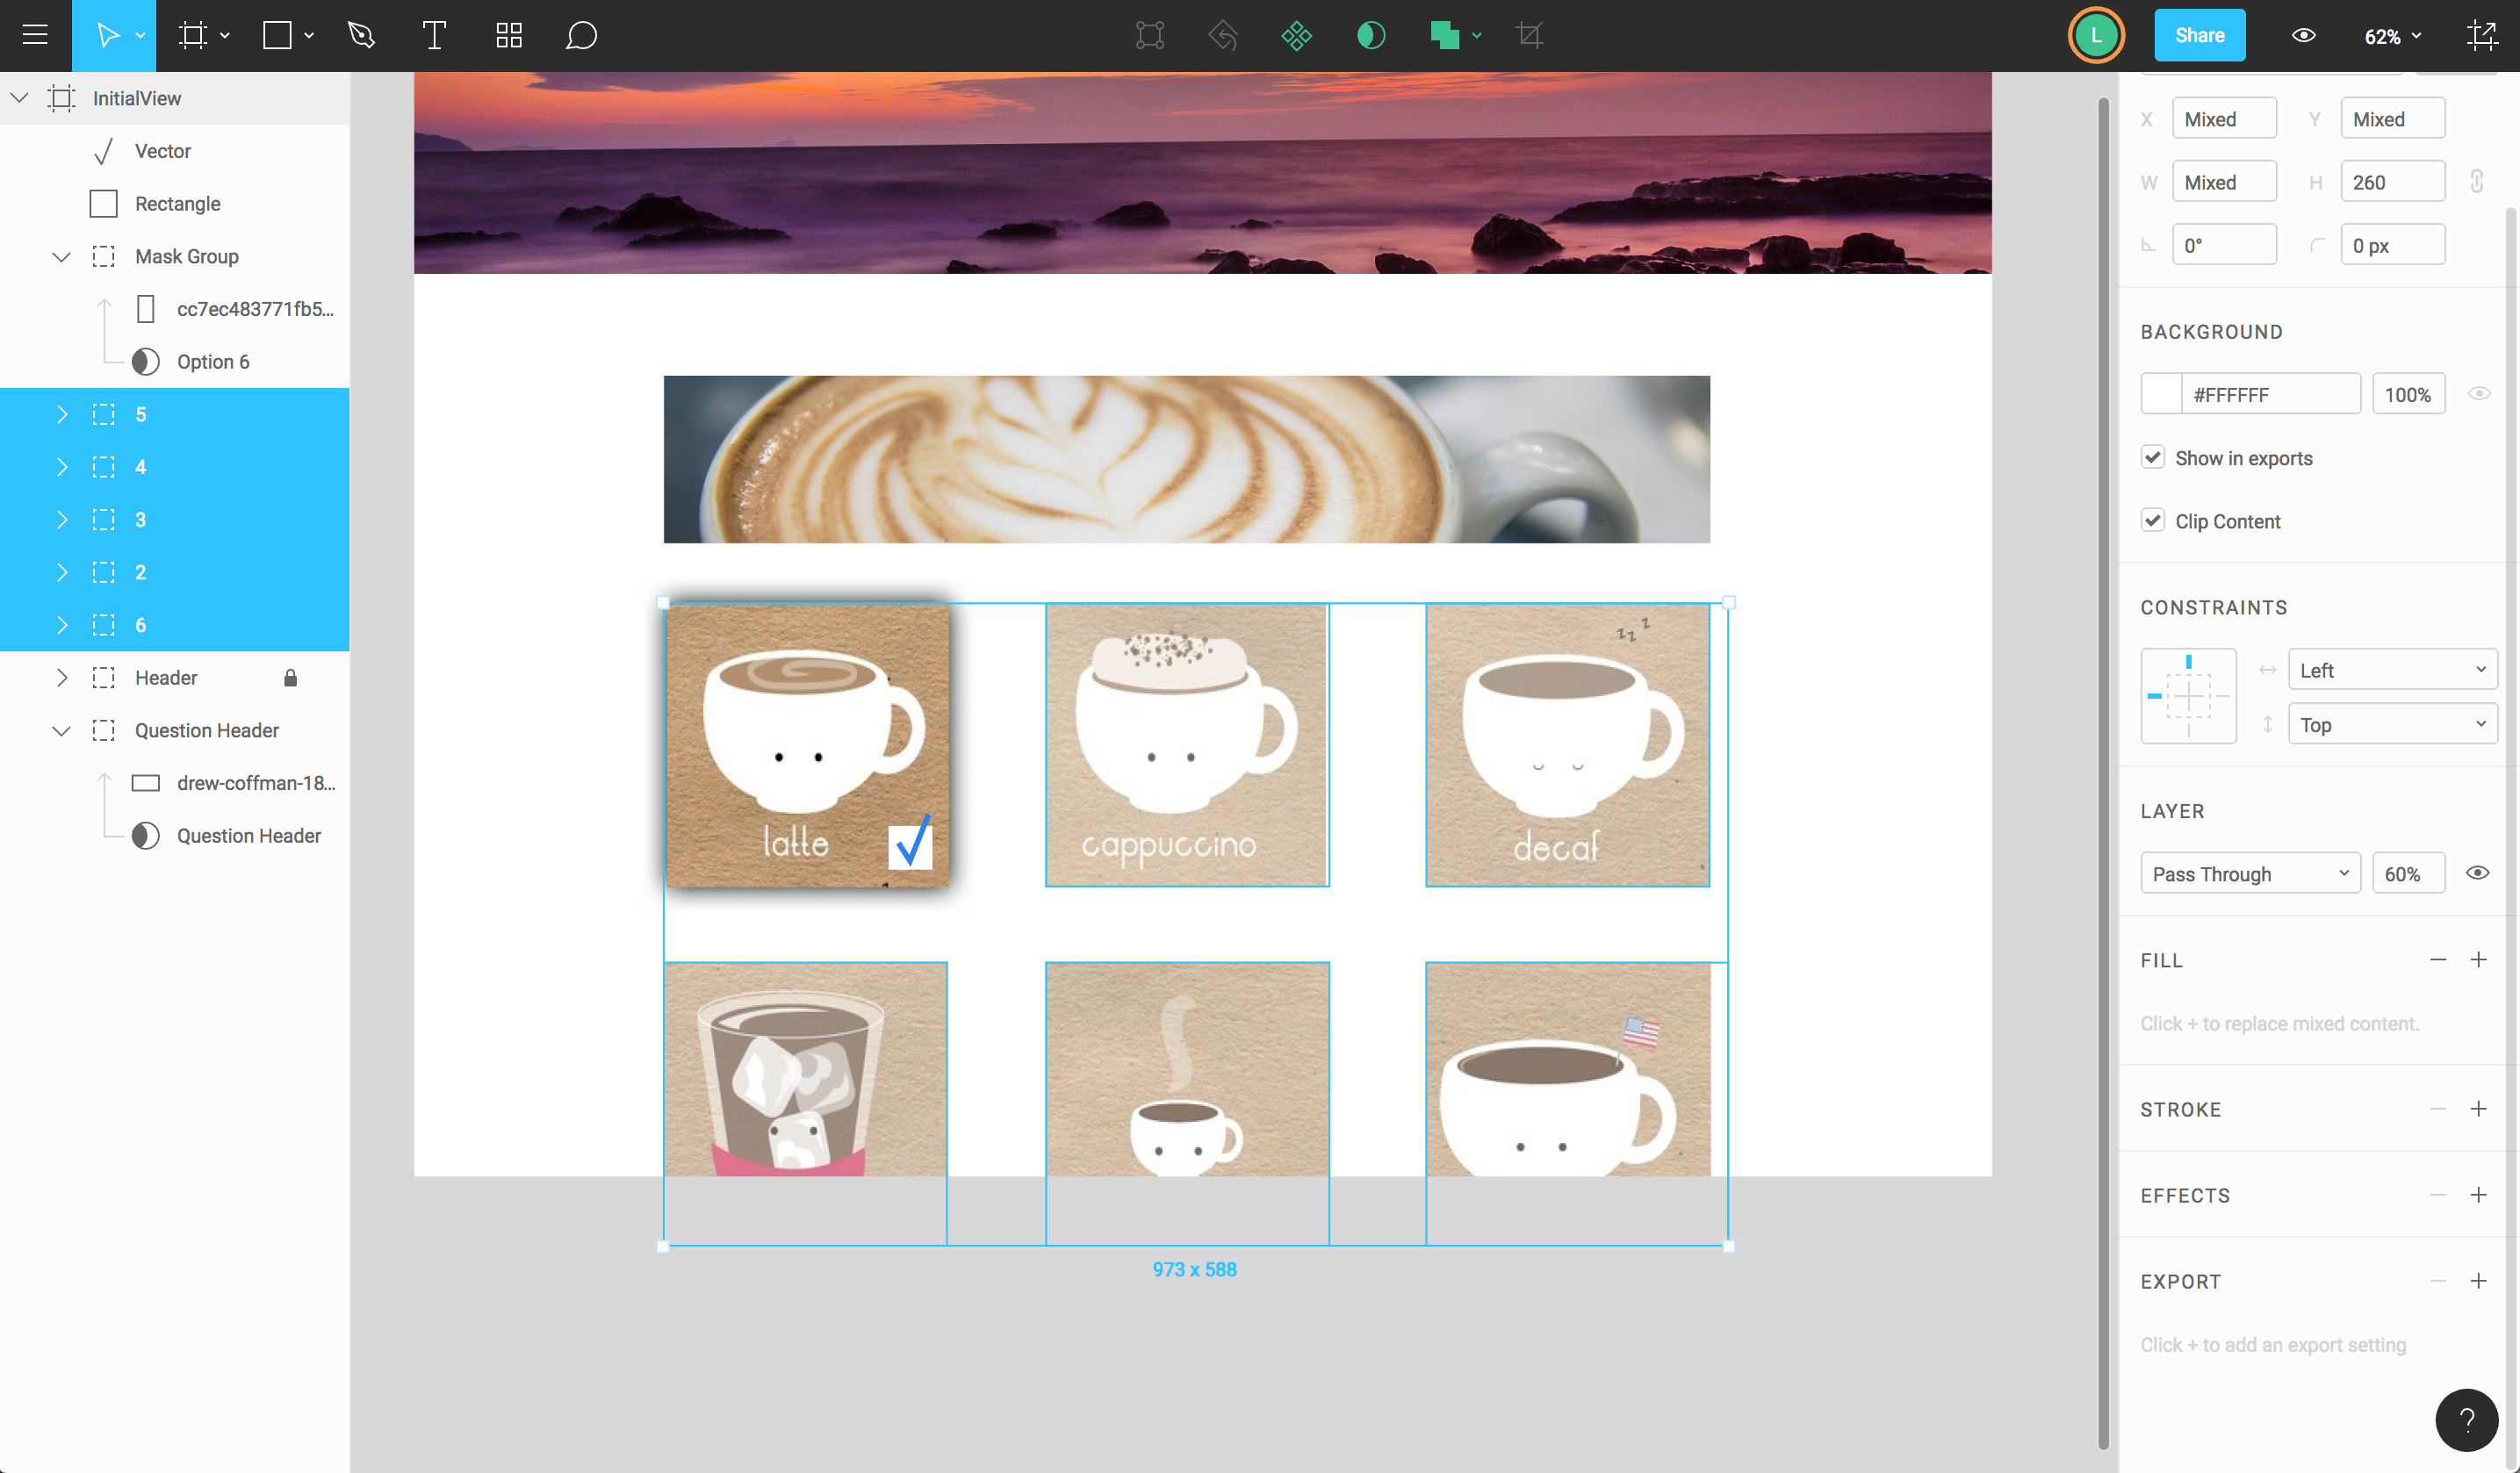 L
Share
62%
InitialView
Vector
Rectangle
Mask Group
cc7ec483771fb5...
Option 6
5
4
3
2
6
Header
Question Header
drew-coffman-18...
Question Header
latte
cappuccino
z z z
decaf
973 x 588
X Mixed Y Mixed
W Mixed H 260
0° 0 px
BACKGROUND
#FFFFFF 100%
Show in exports
Clip Content
CONSTRAINTS
Left
Top
LAYER
Pass Through 60%
FILL
Click + to replace mixed content.
STROKE
EFFECTS
EXPORT
Click + to add an export setting
?